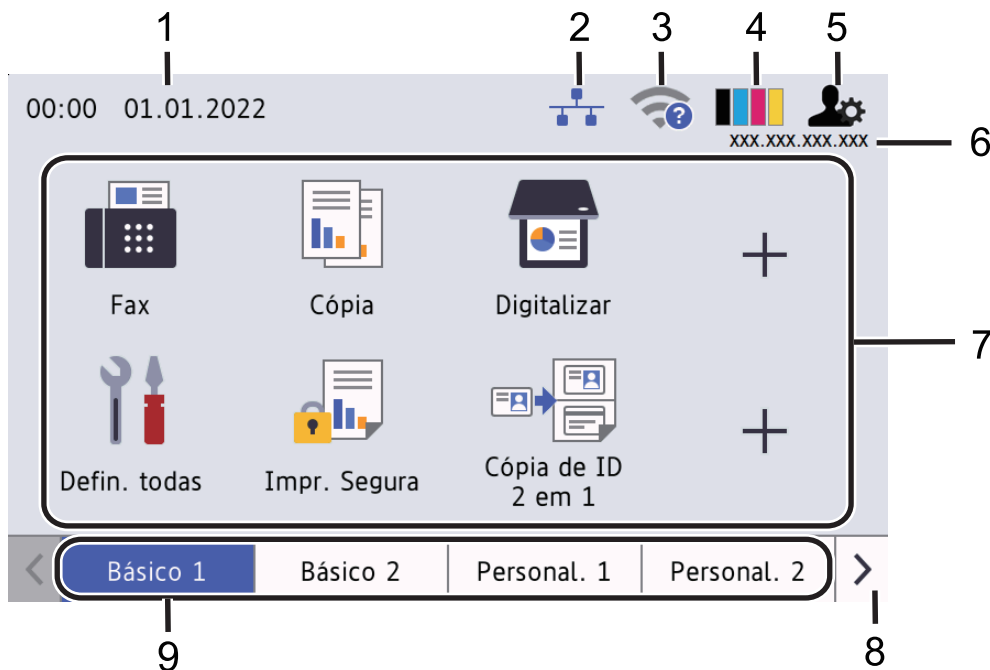 1 2 3 4 5
00:00 01.01.2022
?
XXX.XXX.XXX.XXX 6
Fax Cópia Digitalizar
7
Defin. todas Impr. Segura Cópia de ID
2 em 1
Básico 1 Básico 2 Personal. 1 Personal. 2
9 8